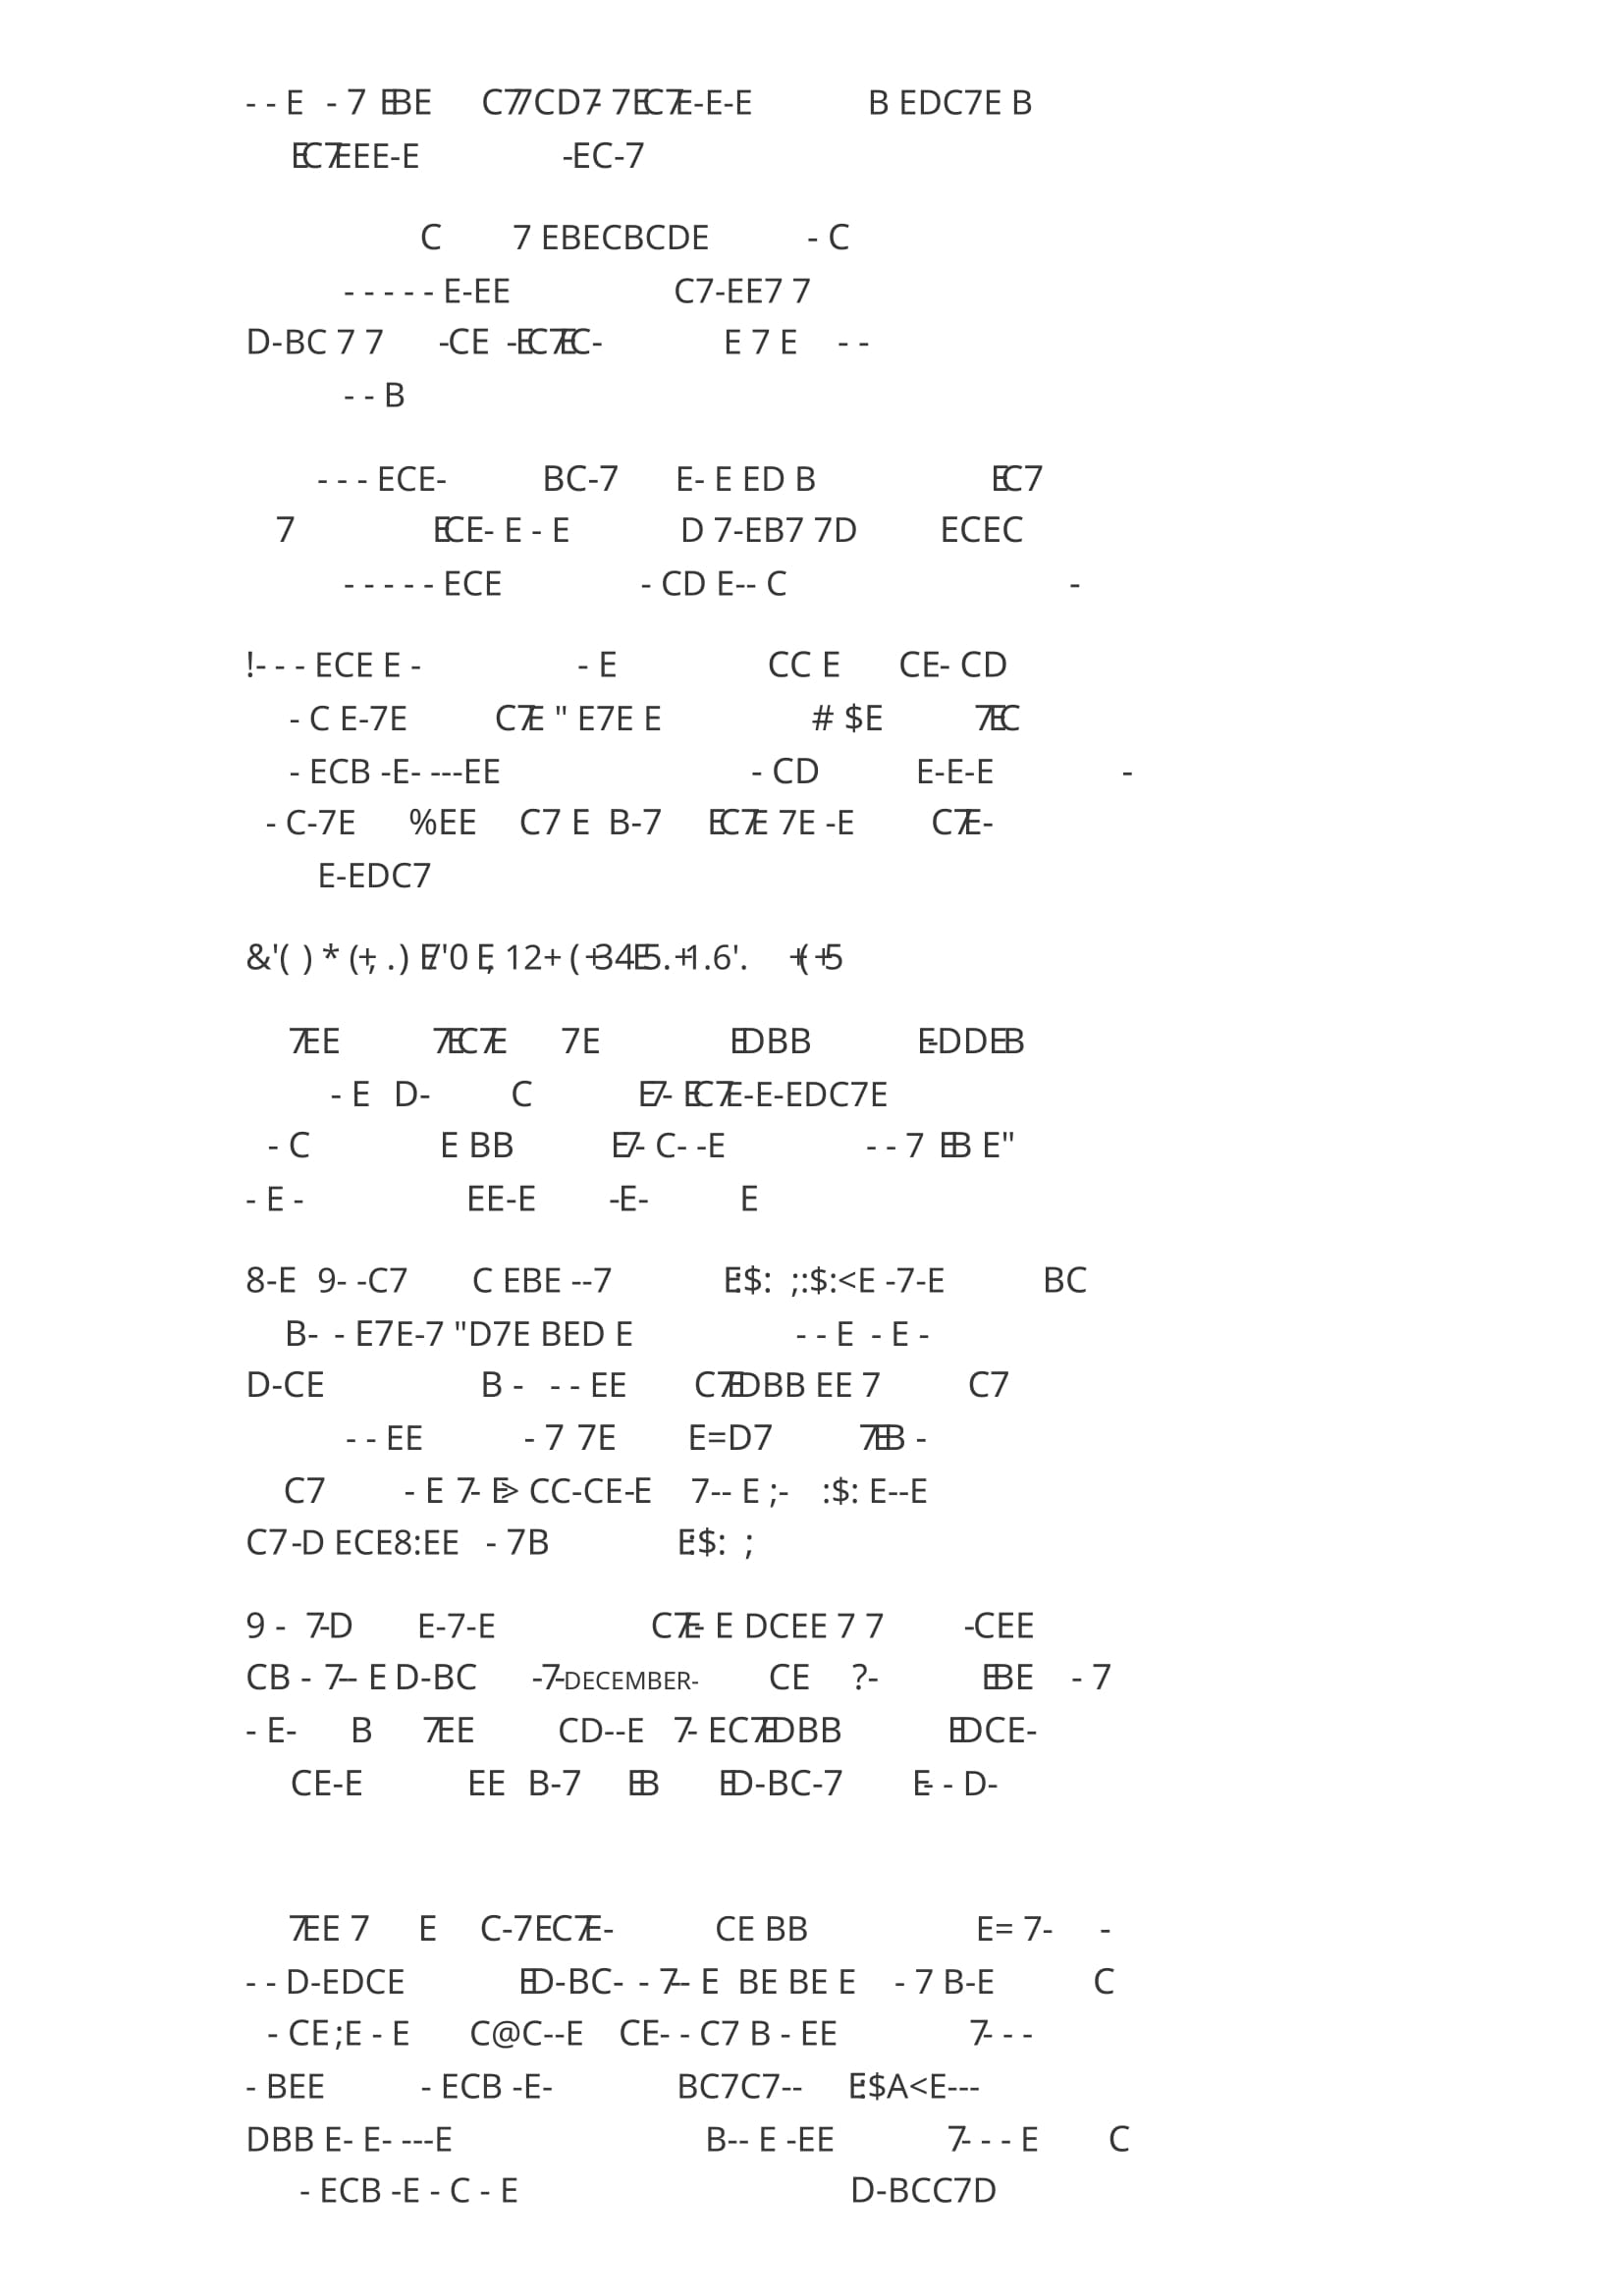 - - E - 7 EBE C77CD7- 7EC7E-E-E B EDC7E B
EC7EEE-E -EC-7
C 7 EBECBCDE - C
- - - - - E-EE C7-EE7 7
D-BC 7 7 -CE -EC7EC- E 7 E - -
- - B
- - - ECE- BC-7 E- E ED B EC7
7 ECE- E - E D 7-EB7 7D ECEC
- - - - - ECE - CD E-- C -
!- - - ECE E - - E CC E CE- CD
- C E-7E C7E " E7E E # $E 7EC
- ECB -E- ---EE - CD E-E-E -
- C-7E %EE C7 E B-7 EC7E 7E -E C7E-
E-EDC7
&'( ) * (+, .) E/'0 E, 12+ (+34E5.+1.6'. +(+5
7EE 7EC7E 7E EDBB E-DDEB
- E D- C E7- EC7E-E-EDC7E
- C E BB E7- C- -E - - 7 EB E"
- E - EE-E -E- E
8-E 9- -C7 C EBE --7 E:$: ;:$:<E -7-E BC
B- - E7E-7 "D7E BED E - - E - E -
D-CE B - - - EE C7EDBB EE 7 C7
- - EE - 7 7E E=D7 7EB -
C7 - E 7- E> CC-CE-E 7-- E ;- :$: E--E
C7-D ECE8:EE - 7B E:$: ;
9 - 7-D E-7-E C7E- E DCEE 7 7 -CEE
CB - 7-- E D-BC -7-DECEMBER- CE ?- EBE - 7
- E- B 7EE CD--E 7- EC7EDBB EDCE-
CE-E EE B-7 EB ED-BC-7 E- - D-
7EE 7 E C-7EC7E- CE BB E= 7- -
- - D-EDCE ED-BC- - 7-- E BE BE E - 7 B-E C
- CE ;E - E C@C--E CE- - C7 B - EE 7- - -
- BEE - ECB -E- BC7C7-- E:$A<E---
DBB E- E- ---E B-- E -EE 7- - - E C
- ECB -E - C - E D-BCC7D